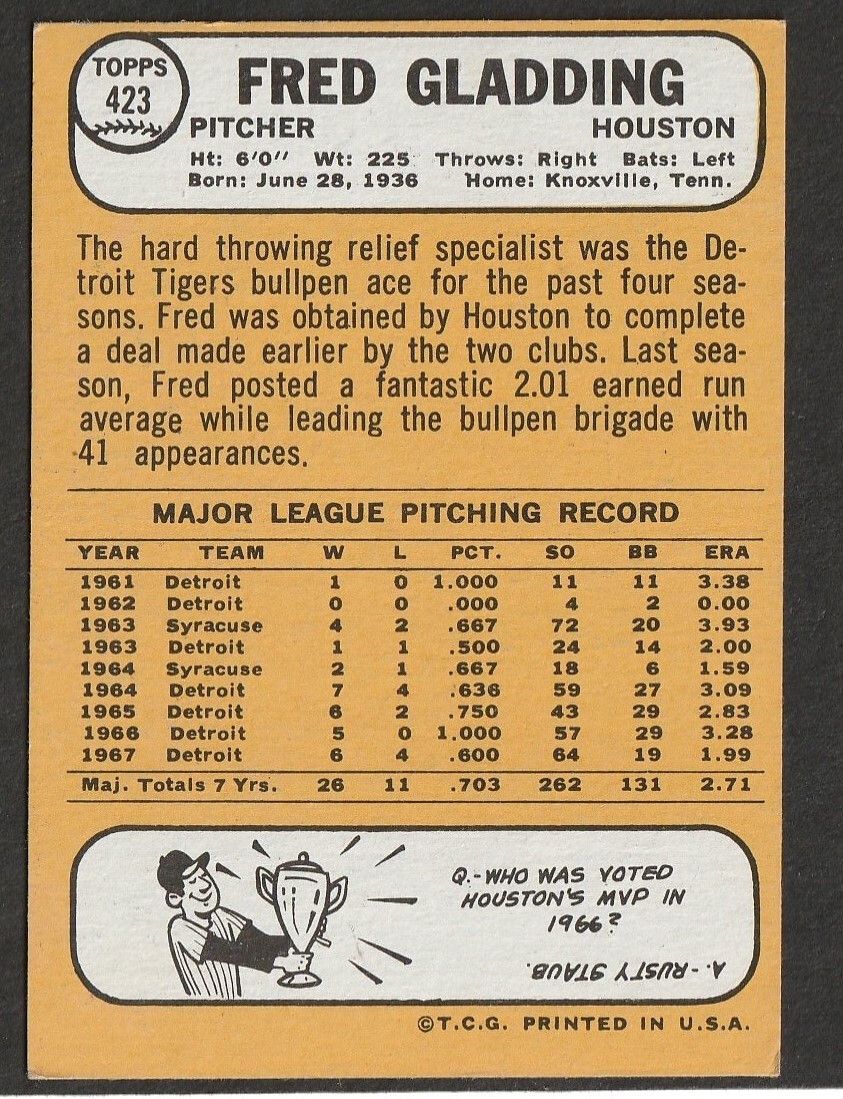 TOPPS
423
FRED GLADDING
PITCHER HOUSTON
Ht: 6'0" Wt: 225 Throws: Right Bats: Left
Born: June 28, 1936 Home: Knoxville, Tenn.
The hard throwing relief specialist was the De-
troit Tigers bullpen ace for the past four sea-
sons. Fred was obtained by Houston to complete
a deal made earlier by the two clubs. Last sea-
son, Fred posted a fantastic 2.01 earned run
average while leading the bullpen brigade with
41 appearances.
MAJOR LEAGUE PITCHING RECORD
YEAR TEAM W L PCT. SO BB ERA
1961 Detroit 1 0 1.000 11 11 3.38
1962 Detroit 0 0 .000 4 2 0.00
1963 Syracuse 4 2 .667 72 20 3.93
1963 Detroit 1 1 .500 24 14 2.00
1964 Syracuse 2 1 .667 18 6 1.59
1964 Detroit 7 4 .636 59 27 3.09
1965 Detroit 6 2 .750 43 29 2.83
1966 Detroit 5 0 1.000 57 29 3.28
1967 Detroit 6 4 .600 64 19 1.99
Maj. Totals 7 Yrs. 26 11 .703 262 131 2.71
Q.-WHO WAS VOTED
HOUSTON'S MVP IN
1966?
A.-RUSTY STAUB.
©T.C.G. PRINTED IN U.S.A.